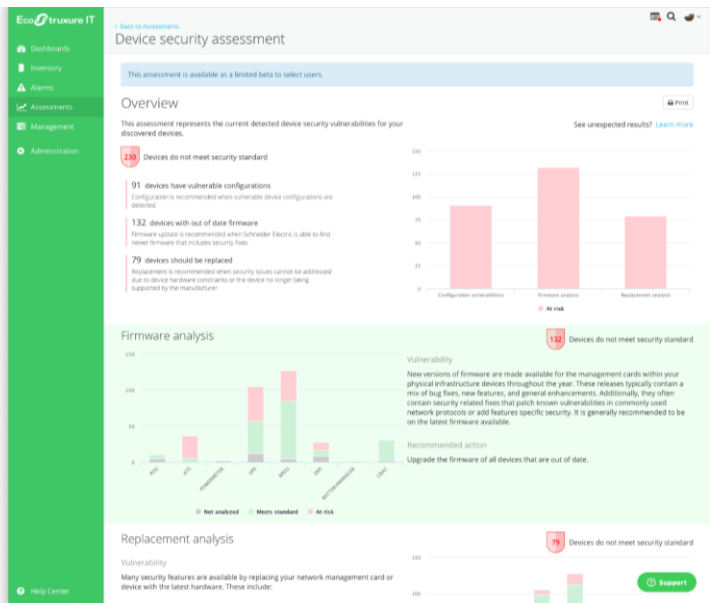 EcoStruxure IT
Dashboards
Inventory
Alarms
Assessments
Management
Administration
Help Center
< Back to Assessments
Device security assessment
This assessment is available as a limited beta to select users.
Overview
Print
This assessment represents the current detected device security vulnerabilities for your
discovered devices.
See unexpected results? Learn more
230 Devices do not meet security standard
91 devices have vulnerable configurations
Configuration is recommended when vulnerable device configurations are
detected.
132 devices with out of date firmware
Firmware update is recommended when Schneider Electric is able to find
newer firmware that includes security fixes.
79 devices should be replaced
Replacement is recommended when security issues cannot be addressed
due to device hardware constraints or the device no longer being
supported by the manufacturer.
150
125
100
75
50
25
0
Configuration vulnerabilities
Firmware analysis
Replacement analysis
At risk
Firmware analysis
132 Devices do not meet security standard
150
100
50
0
PDU
ATS
POWERMETER
UPS
RPDU
EMS
BATTERYMANAGER
CRAC
Not analyzed
Meets standard
At risk
Vulnerability
New versions of firmware are made available for the management cards within your
physical infrastructure devices throughout the year. These releases typically contain a
mix of bug fixes, new features, and general enhancements. Additionally, they often
contain security related fixes that patch known vulnerabilities in commonly used
network protocols or add features specific security. It is generally recommended to be
on the latest firmware available.
Recommended action
Upgrade the firmware of all devices that are out of date.
Replacement analysis
79 Devices do not meet security standard
Vulnerability
Many security features are available by replacing your network management card or
device with the latest hardware. These include:
150
100
Support